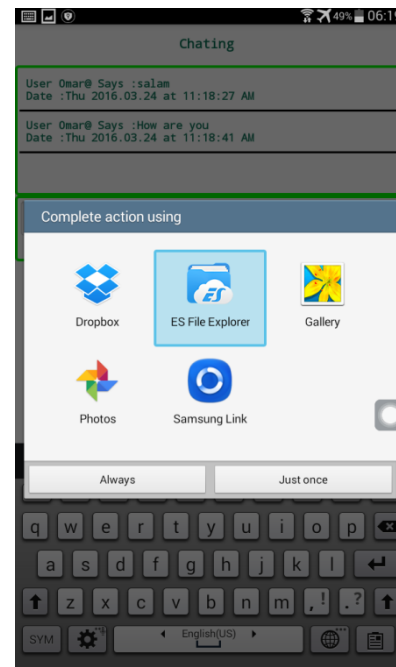 49% 06:1
Chating
User Omar@ Says :salam
Date :Thu 2016.03.24 at 11:18:27 AM
User Omar@ Says :How are you
Date :Thu 2016.03.24 at 11:18:41 AM
Complete action using
Dropbox ES File Explorer Gallery
Photos Samsung Link
Always Just once
q w e r t y u i o p
a s d f g h j k l
z x c v b n m , ! . ?
SYM English(US)